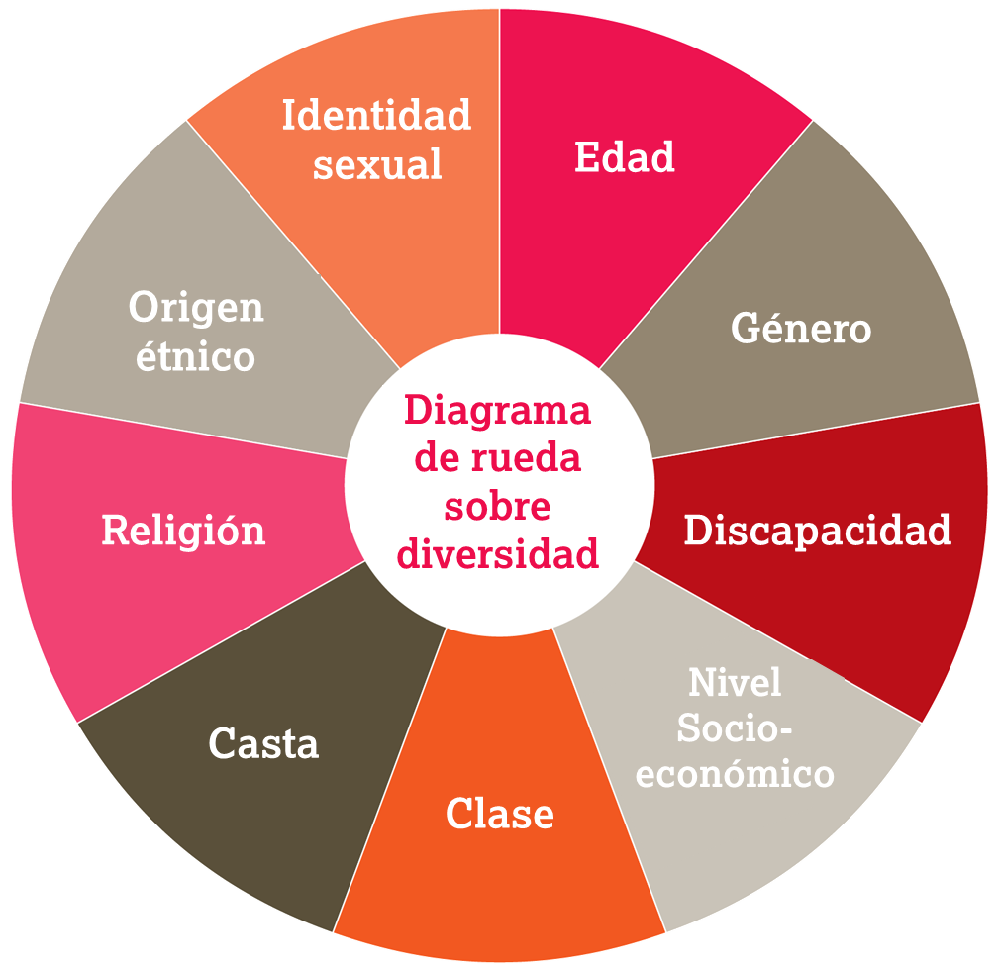 Diagrama
de rueda
sobre
diversidad
Edad
Género
Discapacidad
Nivel
Socio-
económico
Clase
Casta
Religión
Origen
étnico
Identidad
sexual